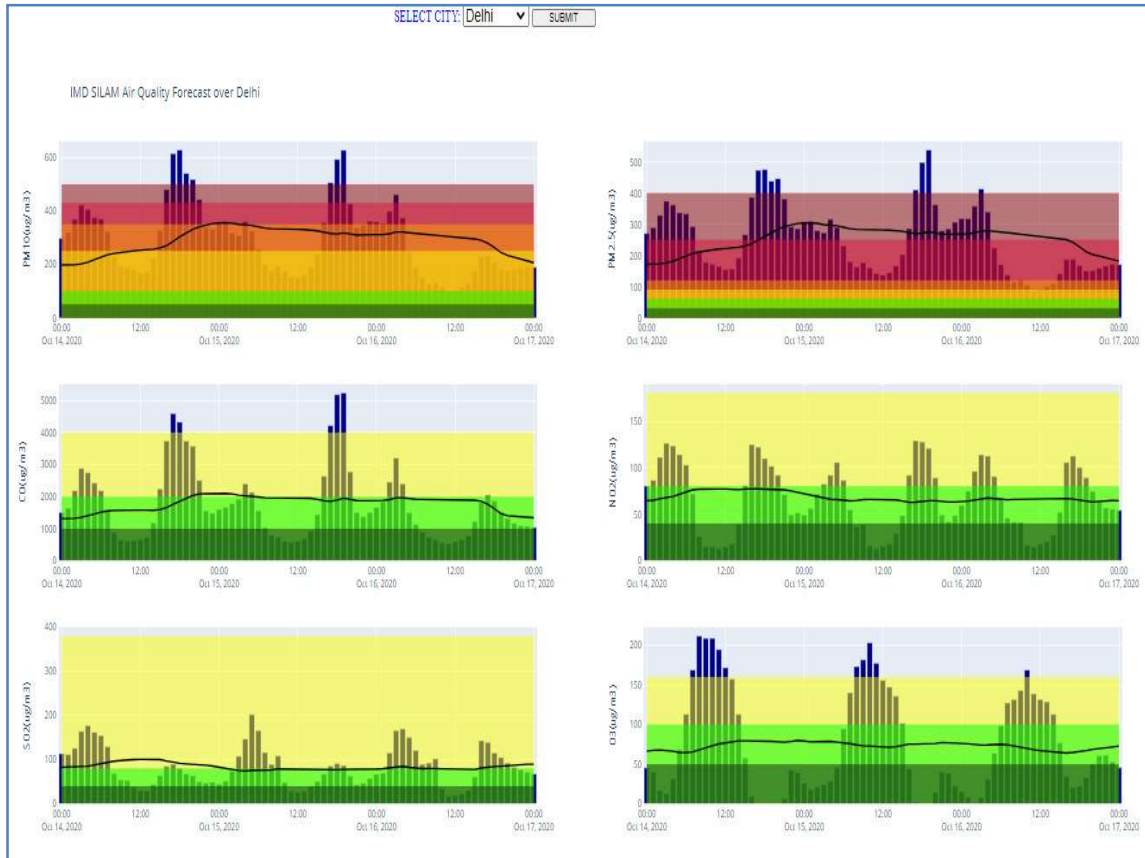 SELECT CITY: Delhi SUBMIT
IMD SILAM Air Quality Forecast over Delhi
PM10(ug/m3)
600
400
200
0
00:00 12:00 00:00 12:00 00:00 12:00 00:00
Oct 14, 2020 Oct 15, 2020 Oct 16, 2020 Oct 17, 2020
PM2.5(ug/m3)
500
400
300
200
100
0
00:00 12:00 00:00 12:00 00:00 12:00 00:00
Oct 14, 2020 Oct 15, 2020 Oct 16, 2020 Oct 17, 2020
CO(ug/m3)
5000
4000
3000
2000
1000
0
00:00 12:00 00:00 12:00 00:00 12:00 00:00
Oct 14, 2020 Oct 15, 2020 Oct 16, 2020 Oct 17, 2020
NO2(ug/m3)
150
100
50
0
00:00 12:00 00:00 12:00 00:00 12:00 00:00
Oct 14, 2020 Oct 15, 2020 Oct 16, 2020 Oct 17, 2020
SO2(ug/m3)
400
300
200
100
0
00:00 12:00 00:00 12:00 00:00 12:00 00:00
Oct 14, 2020 Oct 15, 2020 Oct 16, 2020 Oct 17, 2020
O3(ug/m3)
200
150
100
50
0
00:00 12:00 00:00 12:00 00:00 12:00 00:00
Oct 14, 2020 Oct 15, 2020 Oct 16, 2020 Oct 17, 2020